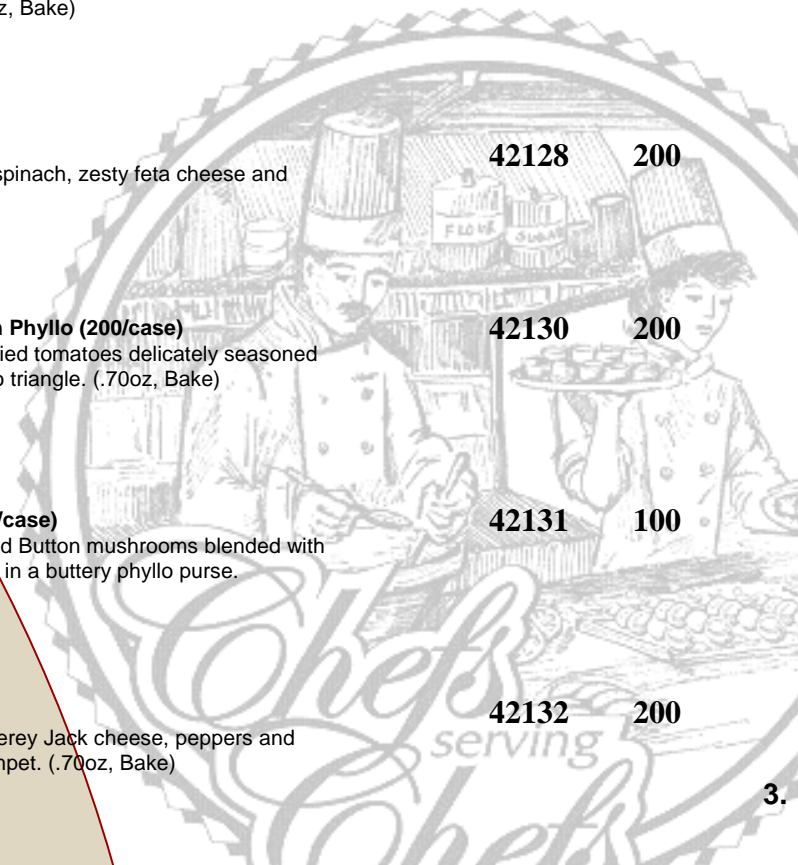 z, Bake)
42128 200
spinach, zesty feta cheese and
FLOUR SUGAR
Phyllo (200/case) 42130 200
ied tomatoes delicately seasoned
triangle. (.70oz, Bake)
/case) 42131 100
d Button mushrooms blended with
in a buttery phyllo purse.
Chefs
42132 200
serving
erey Jack cheese, peppers and
npet. (.70oz, Bake)
3.
Chefs